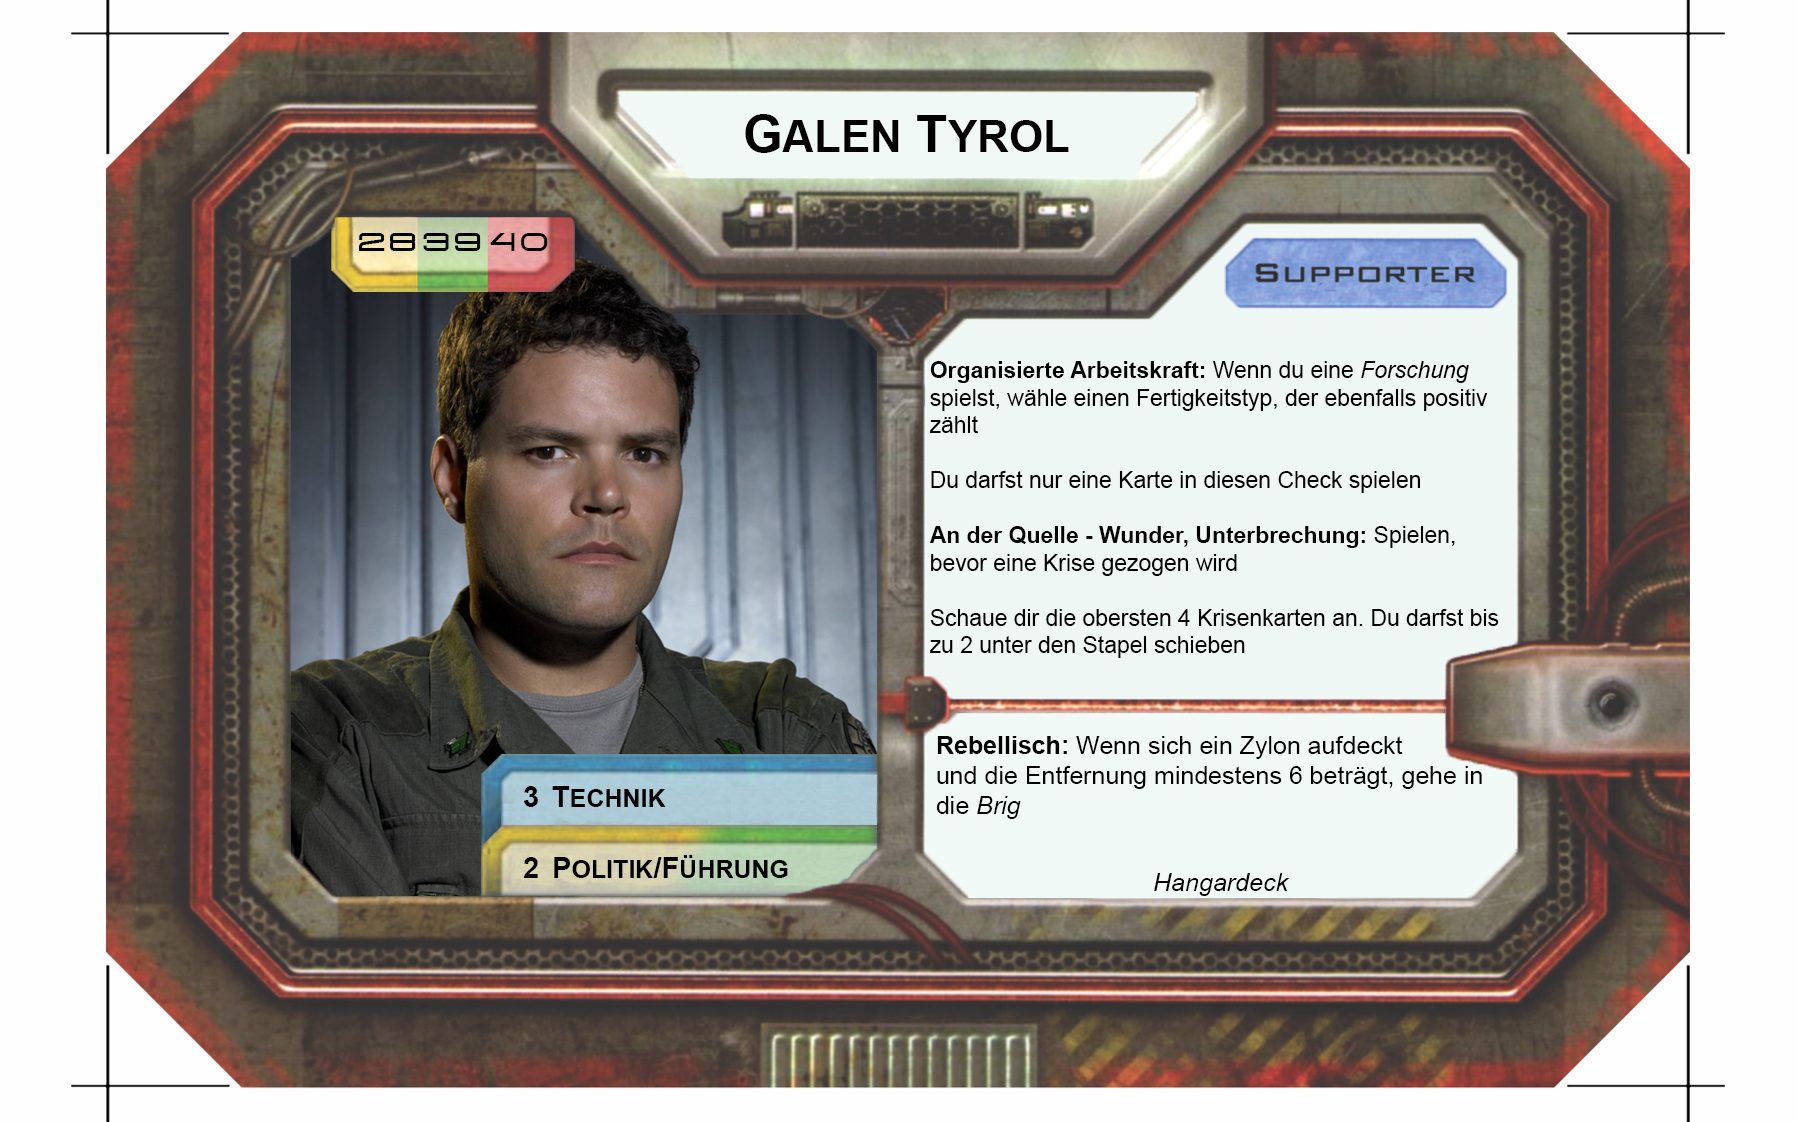 GALEN TYROL
28 39 40
SUPPORTER
Organisierte Arbeitskraft: Wenn du eine Forschung
spielst, wähle einen Fertigkeitstyp, der ebenfalls positiv
zählt
Du darfst nur eine Karte in diesen Check spielen
An der Quelle - Wunder, Unterbrechung: Spielen,
bevor eine Krise gezogen wird
Schaue dir die obersten 4 Krisenkarten an. Du darfst bis
zu 2 unter den Stapel schieben
Rebellisch: Wenn sich ein Zylon aufdeckt
und die Entfernung mindestens 6 beträgt, gehe in
die Brig
Hangardeck
3 TECHNIK
2 POLITIK/FÜHRUNG